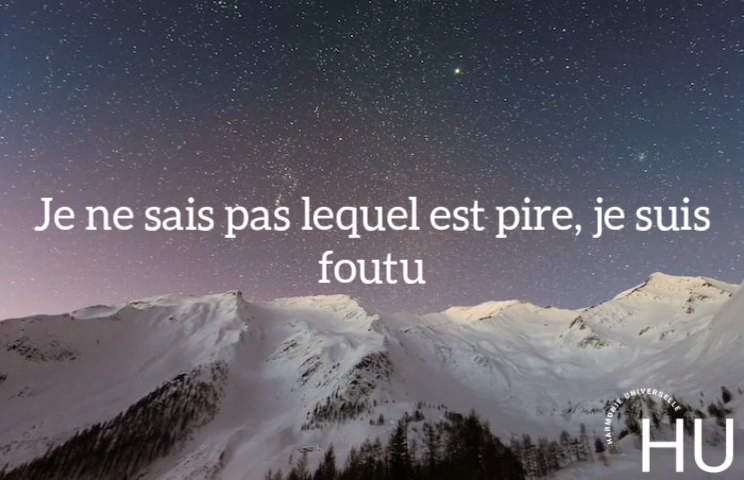 Je ne sais pas lequel est pire, je suis
foutu
HARMONIE UNIVERSELLE
HU